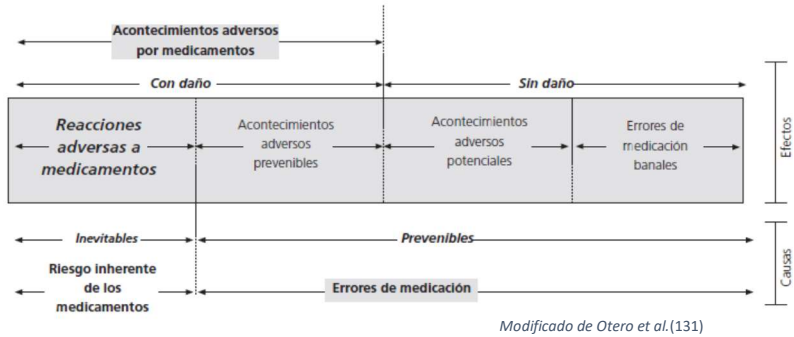 Acontecimientos adversos
por medicamentos
Con daño
Sin daño
Reacciones
adversas a
medicamentos
Acontecimientos
adversos
prevenibles
Acontecimientos
adversos
potenciales
Errores de
medicación
banales
Efectos
Inevitables
Prevenibles
Riesgo inherente
de los
medicamentos
Errores de medicación
Causas
Modificado de Otero et al.(131)